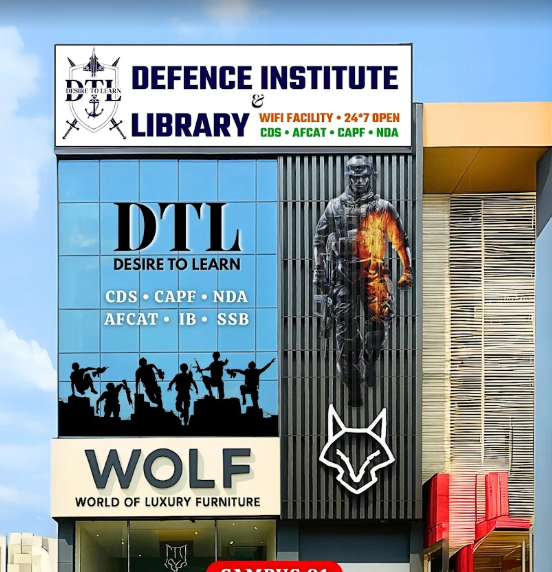 DTL
DESIRE TO LEARN
DEFENCE INSTITUTE
&
LIBRARY
WIFI FACILITY • 24*7 OPEN
CDS • AFCAT • CAPF • NDA
DTL
DESIRE TO LEARN
CDS • CAPF • NDA
AFCAT • IB • SSB
WOLF
WORLD OF LUXURY FURNITURE